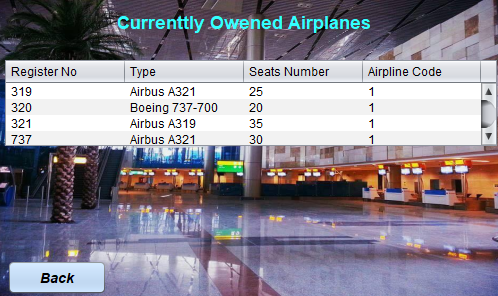 Currenttly Owened Airplanes
Register No Type Seats Number Airpline Code
319 Airbus A321 25 1
320 Boeing 737-700 20 1
321 Airbus A319 35 1
737 Airbus A321 30 1
Back